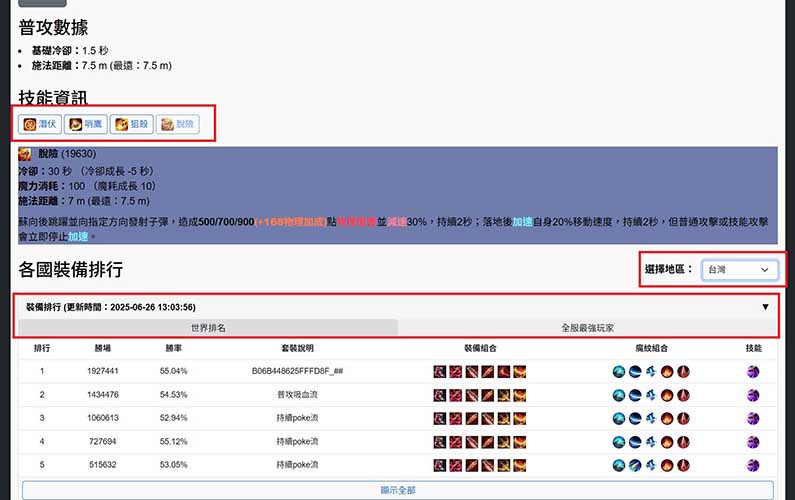 普攻數據
基礎冷卻：1.5 秒
施法距離：7.5 m (最遠：7.5 m)
技能資訊
潛伏 哨鷹 狙殺 脫險
脫險 (19630)
冷卻：30 秒 （冷卻成長 -5 秒）
魔力消耗：100 （魔耗成長 10）
施法距離：7 m (最遠：7.5 m)
蘇向後跳躍並向指定方向發射子彈，造成500/700/900(+168物理加成)點物理傷害並減速30%，持續2秒；落地後加速自身20%移動速度，持續2秒，但普通攻擊或技能攻擊
會立即停止加速。
各國裝備排行 選擇地區： 台灣
裝備排行 (更新時間：2025-06-26 13:03:56) ▼
世界排名 全服最強玩家
排行 勝場 勝率 套裝說明 裝備組合 魔紋組合 技能
1 1927441 55.04% B06B448625FFFD8F_##
2 1434476 54.53% 普攻吸血流
3 1060613 52.94% 持續poke流
4 727694 55.12% 持續poke流
5 515632 53.05% 持續poke流
顯示全部